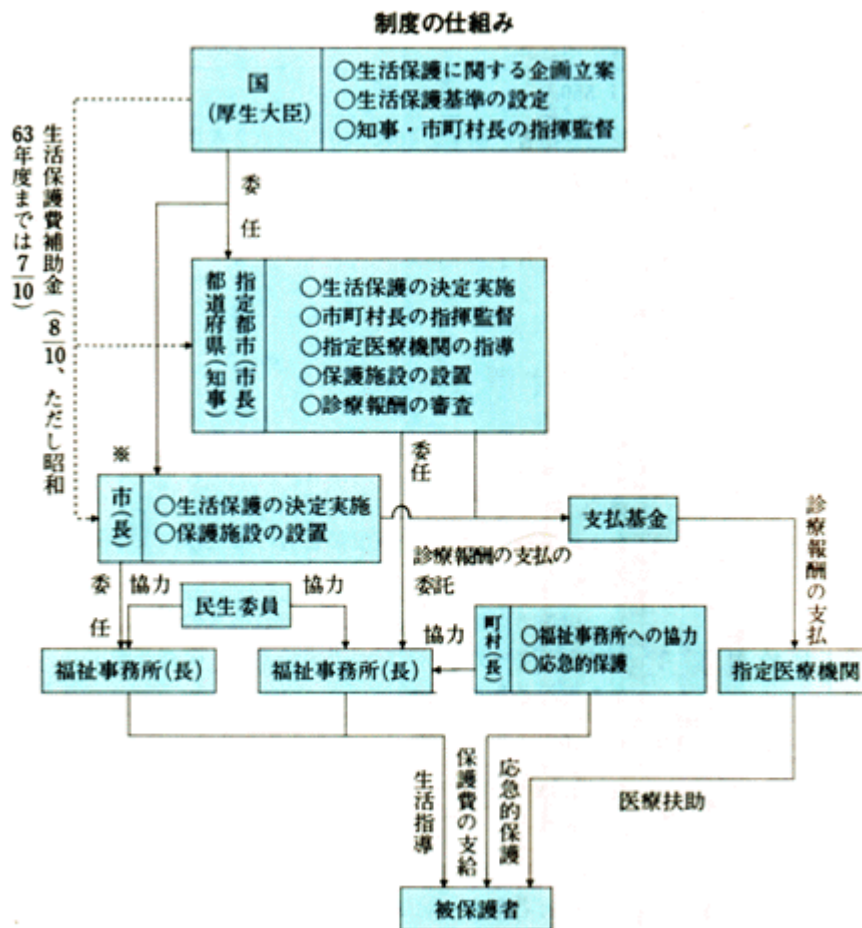 制度の仕組み
国
(厚生大臣)
○生活保護に関する企画立案
○生活保護基準の設定
○知事・市町村長の指揮監督
生活保護費補助金(8/10、ただし昭和
63年度までは7/10)
委任
指定都市(市長)
都道府県(知事)
○生活保護の決定実施
○市町村長の指揮監督
○指定医療機関の指導
○保護施設の設置
○診療報酬の審査
※
市(長)
○生活保護の決定実施
○保護施設の設置
委任
支払基金
診療報酬の支払の
委託
診療報酬の支払
委任
協力
民生委員
協力
協力
町村(長)
○福祉事務所への協力
○応急的保護
福祉事務所(長)
福祉事務所(長)
指定医療機関
生活指導
保護費の支給
応急的保護
医療扶助
被保護者